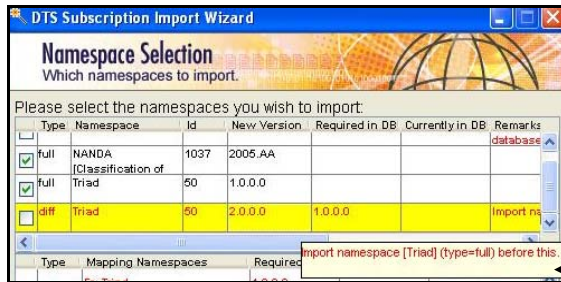 DTS Subscription Import Wizard
Namespace Selection
Which namespaces to import.
Please select the namespaces you wish to import:
Type Namespace Id New Version Required in DB Currently in DB Remarks
database
full NANDA 1037 2005.AA
[Classification of
full Triad 50 1.0.0.0
diff Triad 50 2.0.0.0 1.0.0.0 Import na
Import namespace [Triad] (type=full) before this.
Type Mapping Namespaces Required